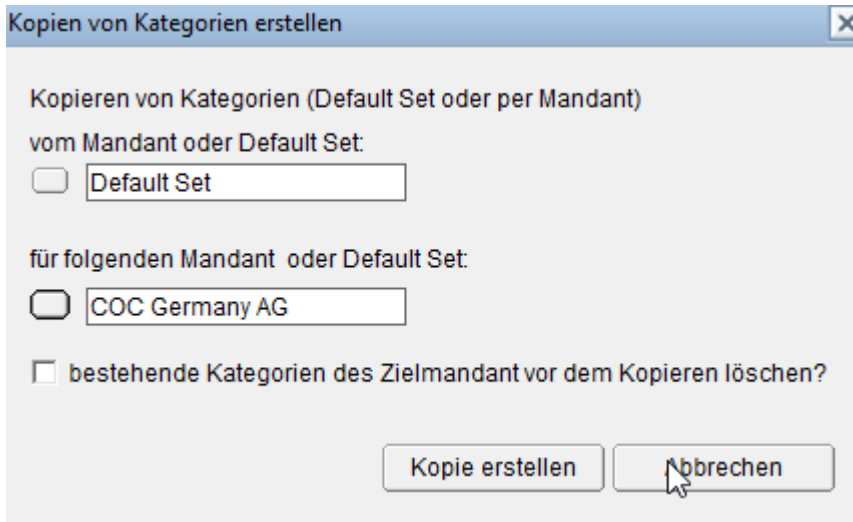 Kopien von Kategorien erstellen
Kopieren von Kategorien (Default Set oder per Mandant)
vom Mandant oder Default Set:
Default Set
für folgenden Mandant oder Default Set:
COC Germany AG
bestehende Kategorien des Zielmandant vor dem Kopieren löschen?
Kopie erstellen
Abbrechen